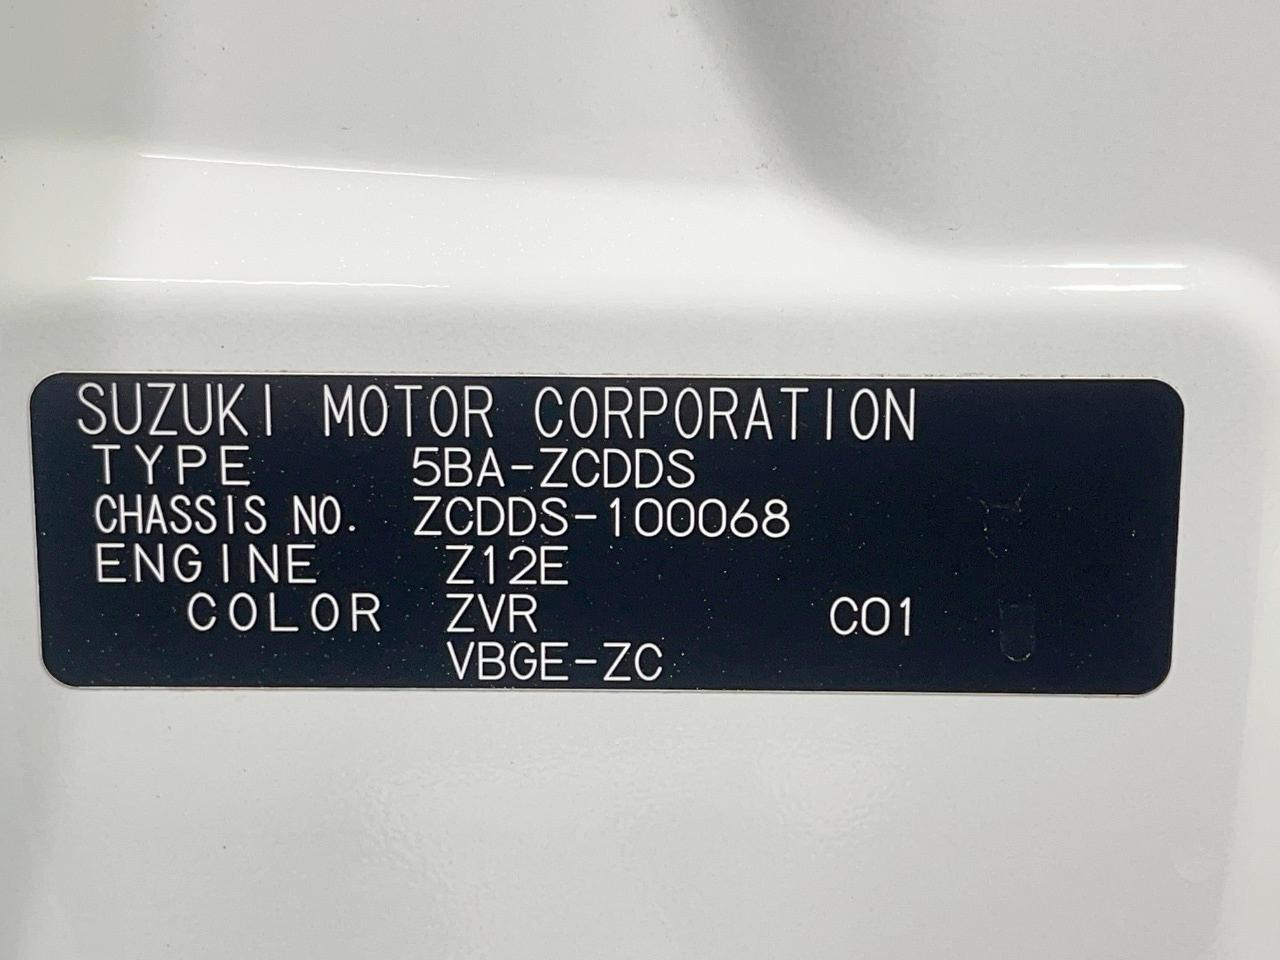 SUZUKI MOTOR CORPORATION
TYPE 5BA-ZCDDS
CHASSIS NO. ZCDDS-100068
ENGINE Z12E
COLOR ZVR C01
VBGE-ZC